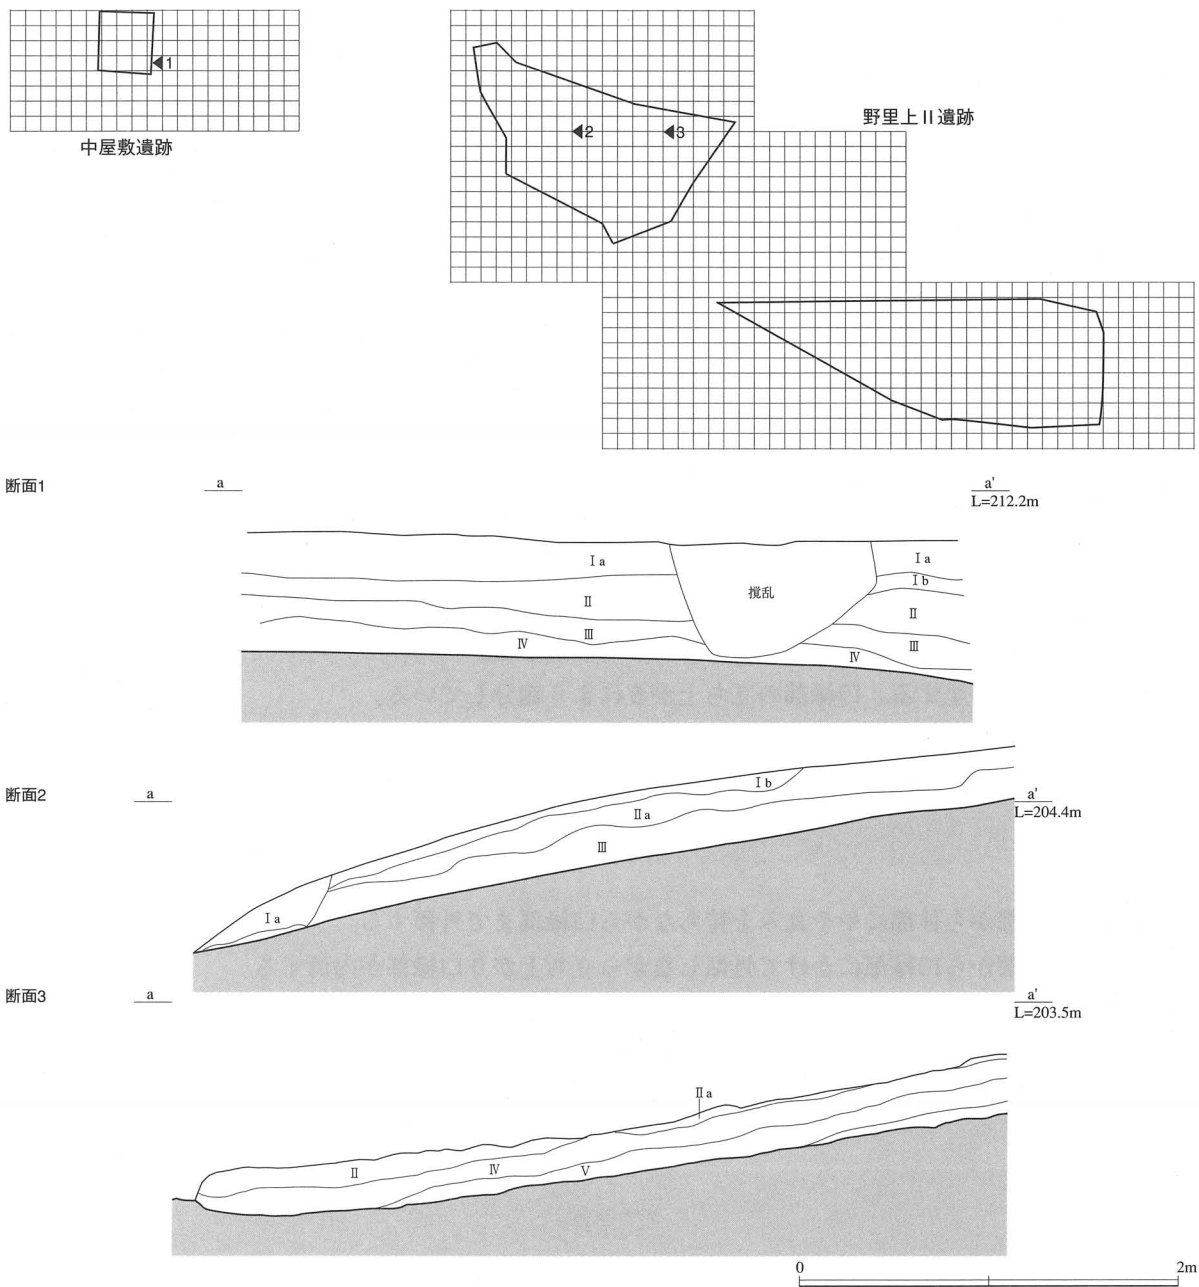 1
中屋敷遺跡
2
3
野里上Ⅱ遺跡
断面1
a
a'
L=212.2m
Ⅰa
Ⅰa
Ⅰb
撹乱
Ⅱ
Ⅱ
Ⅲ
Ⅲ
Ⅳ
Ⅳ
断面2
a
a'
L=204.4m
Ⅰb
Ⅱa
Ⅲ
Ⅰa
断面3
a
a'
L=203.5m
Ⅱa
Ⅱ
Ⅳ
Ⅴ
0
2m